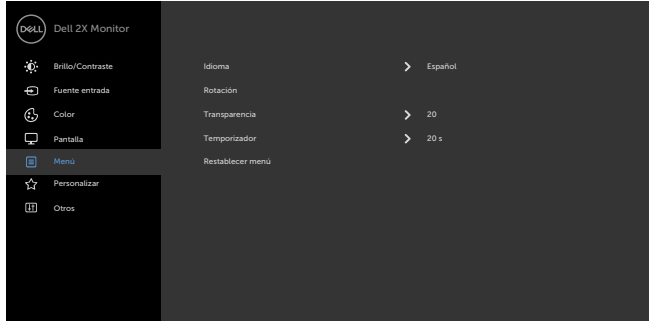 DELL Dell 2X Monitor
Brillo/Contraste
Idioma
Español
Fuente entrada
Rotación
Color
Transparencia
20
Pantalla
Temporizador
20 s
Menú
Restablecer menú
Personalizar
Otros